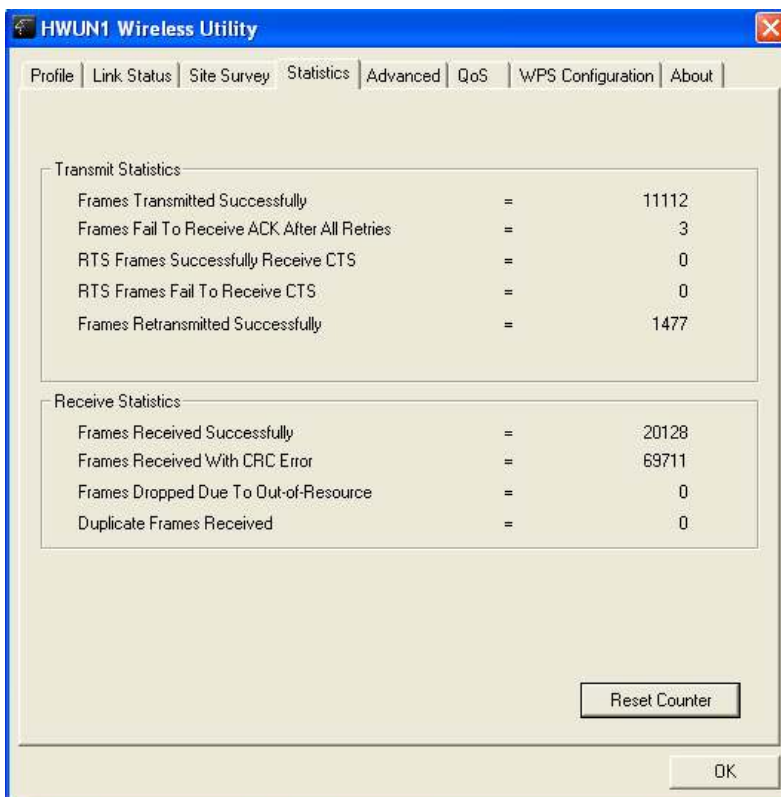 HWUN1 Wireless Utility
Profile Link Status Site Survey Statistics Advanced QoS WPS Configuration About
Transmit Statistics
Frames Transmitted Successfully = 11112
Frames Fail To Receive ACK After All Retries = 3
RTS Frames Successfully Receive CTS = 0
RTS Frames Fail To Receive CTS = 0
Frames Retransmitted Successfully = 1477
Receive Statistics
Frames Received Successfully = 20128
Frames Received With CRC Error = 69711
Frames Dropped Due To Out-of-Resource = 0
Duplicate Frames Received = 0
Reset Counter
OK